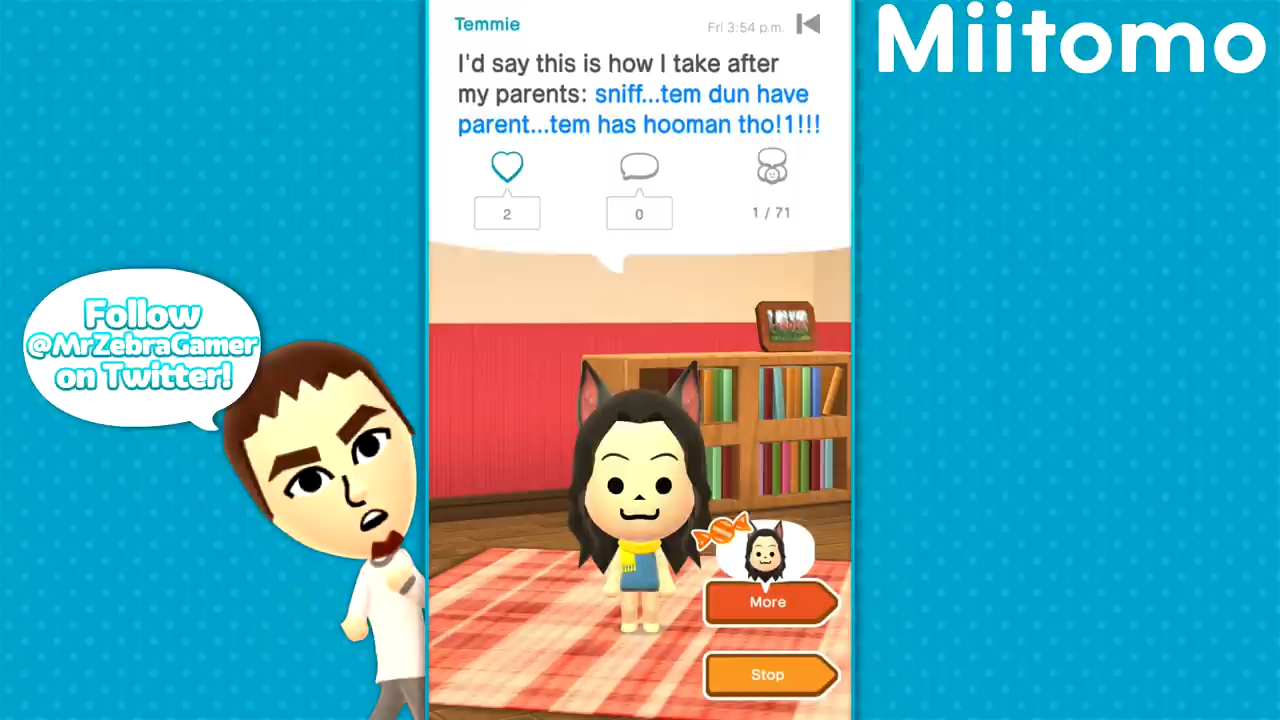 Temmie
Fri 3:54 p.m.
Miitomo
I'd say this is how I take after
my parents: sniff...tem dun have
parent...tem has hooman tho!1!!!
2
0
1 / 71
Follow
@MrZebraGamer
on Twitter!
More
Stop